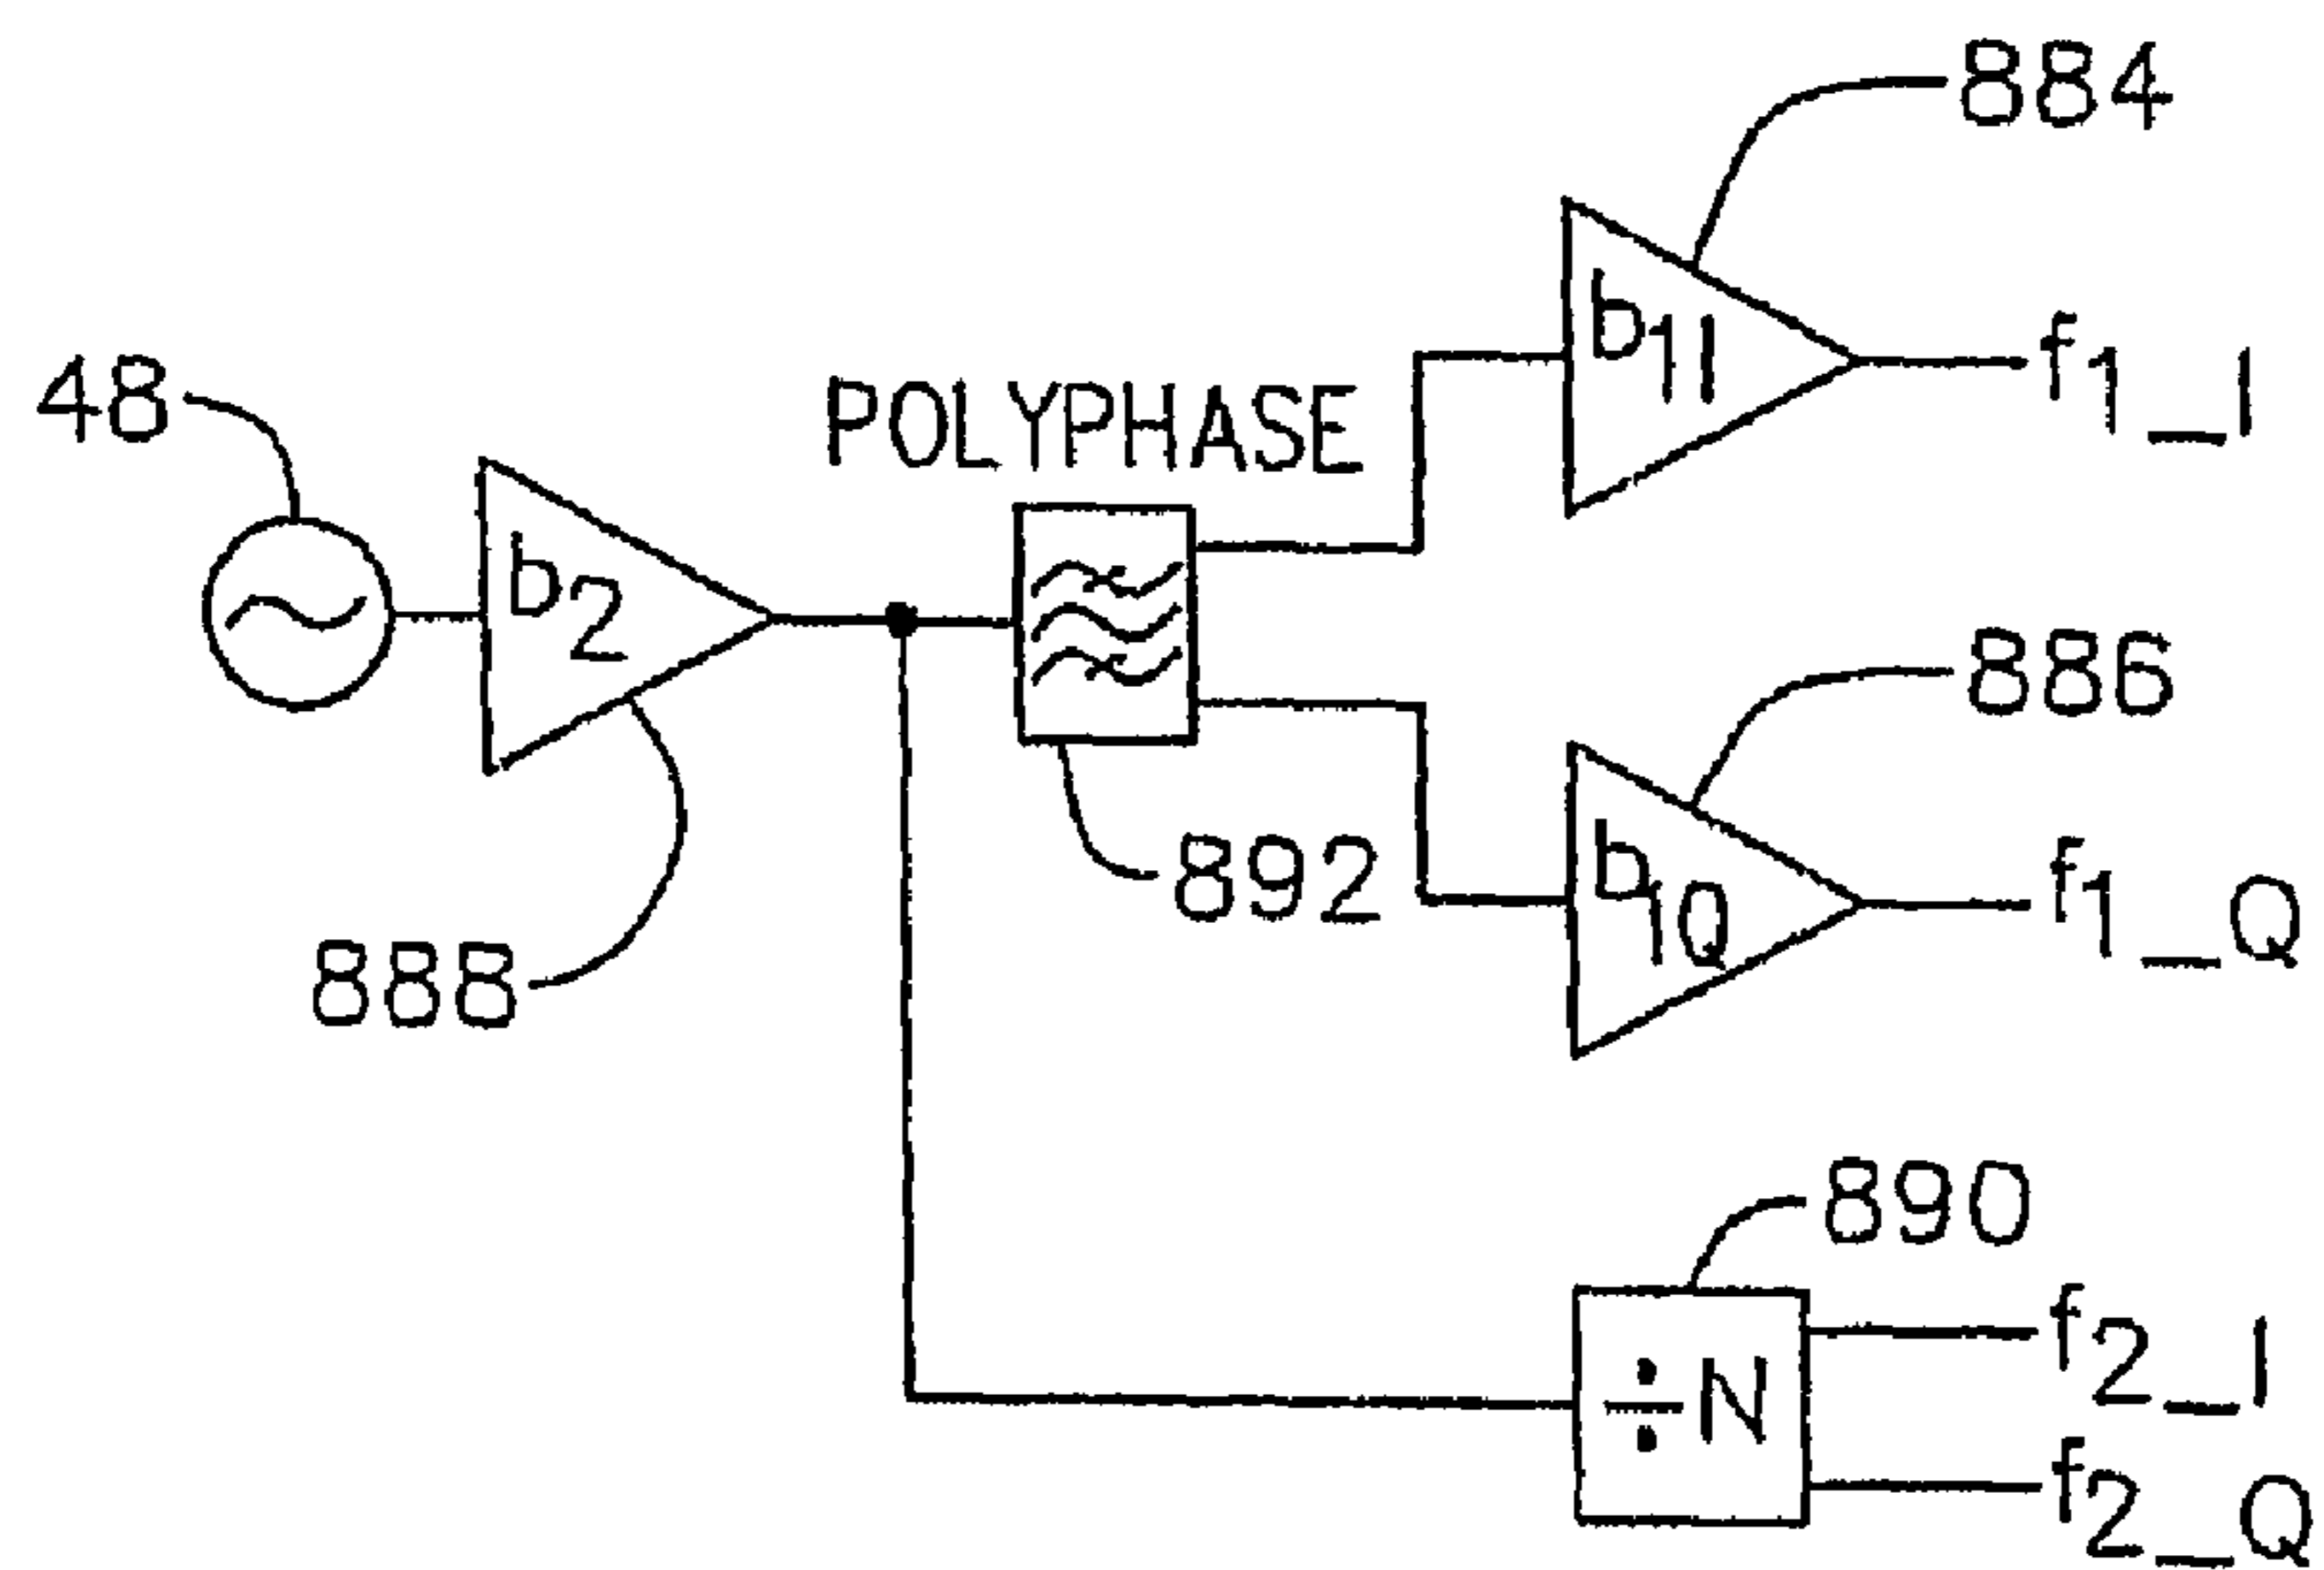 884
b1I
f1_I
48
POLYPHASE
b2
886
892
b1Q
f1_Q
888
890
÷N
f2_I
f2_Q